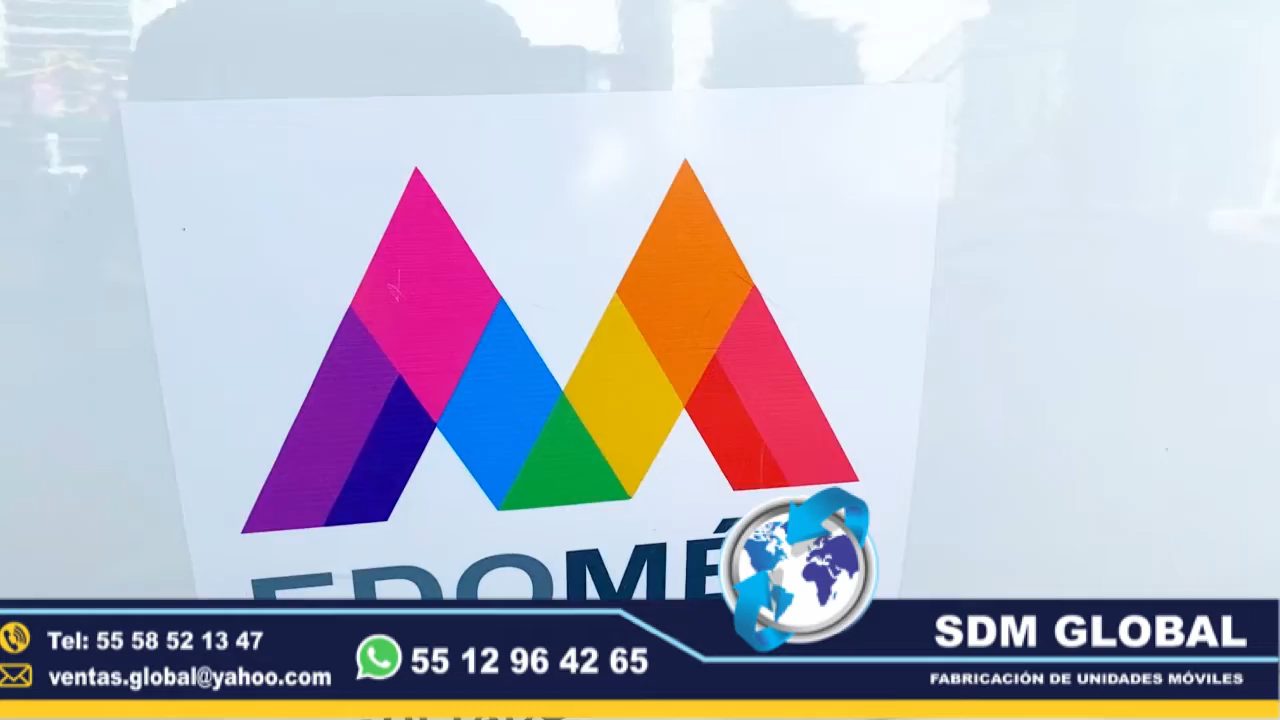 EDOMÉ
Tel: 55 58 52 13 47
ventas.global@yahoo.com
55 12 96 42 65
SDM GLOBAL
FABRICACIÓN DE UNIDADES MÓVILES